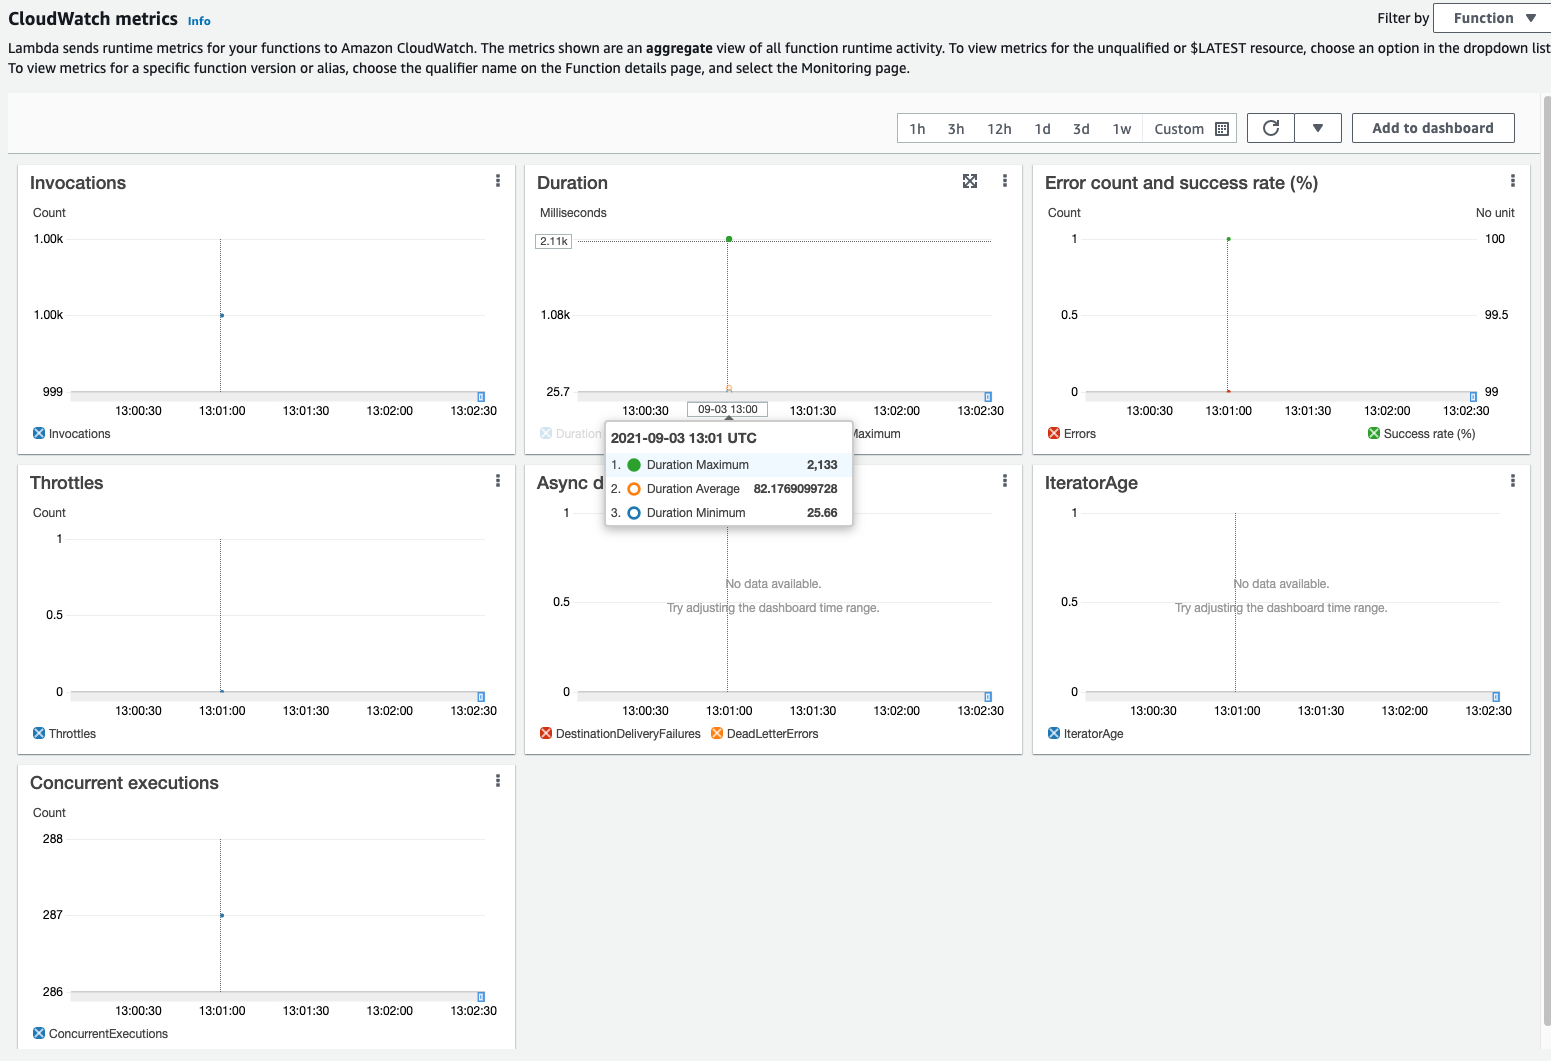 CloudWatch metrics Info
Filter by Function
Lambda sends runtime metrics for your functions to Amazon CloudWatch. The metrics shown are an aggregate view of all function runtime activity. To view metrics for the unqualified or $LATEST resource, choose an option in the dropdown list
To view metrics for a specific function version or alias, choose the qualifier name on the Function details page, and select the Monitoring page.
1h 3h 12h 1d 3d 1w Custom Add to dashboard
Invocations
Count
1.00k
1.00k
999
13:00:30 13:01:00 13:01:30 13:02:00 13:02:30
Invocations
Duration
Milliseconds
2.11k
1.08k
25.7
13:00:30 09-03 13:00 13:01:30 13:02:00 13:02:30
Duration Maximum
2021-09-03 13:01 UTC
1. Duration Maximum 2,133
2. Duration Average 82.1769099728
3. Duration Minimum 25.66
Error count and success rate (%)
Count No unit
1 100
0.5 99.5
0 99
13:00:30 13:01:00 13:01:30 13:02:00 13:02:30
Errors Success rate (%)
Throttles
Count
1
0.5
0
13:00:30 13:01:00 13:01:30 13:02:00 13:02:30
Throttles
Async d
1
No data available.
0.5
Try adjusting the dashboard time range.
0
13:00:30 13:01:00 13:01:30 13:02:00 13:02:30
DestinationDeliveryFailures DeadLetterErrors
IteratorAge
1
No data available.
0.5
Try adjusting the dashboard time range.
0
13:00:30 13:01:00 13:01:30 13:02:00 13:02:30
IteratorAge
Concurrent executions
Count
288
287
286
13:00:30 13:01:00 13:01:30 13:02:00 13:02:30
ConcurrentExecutions